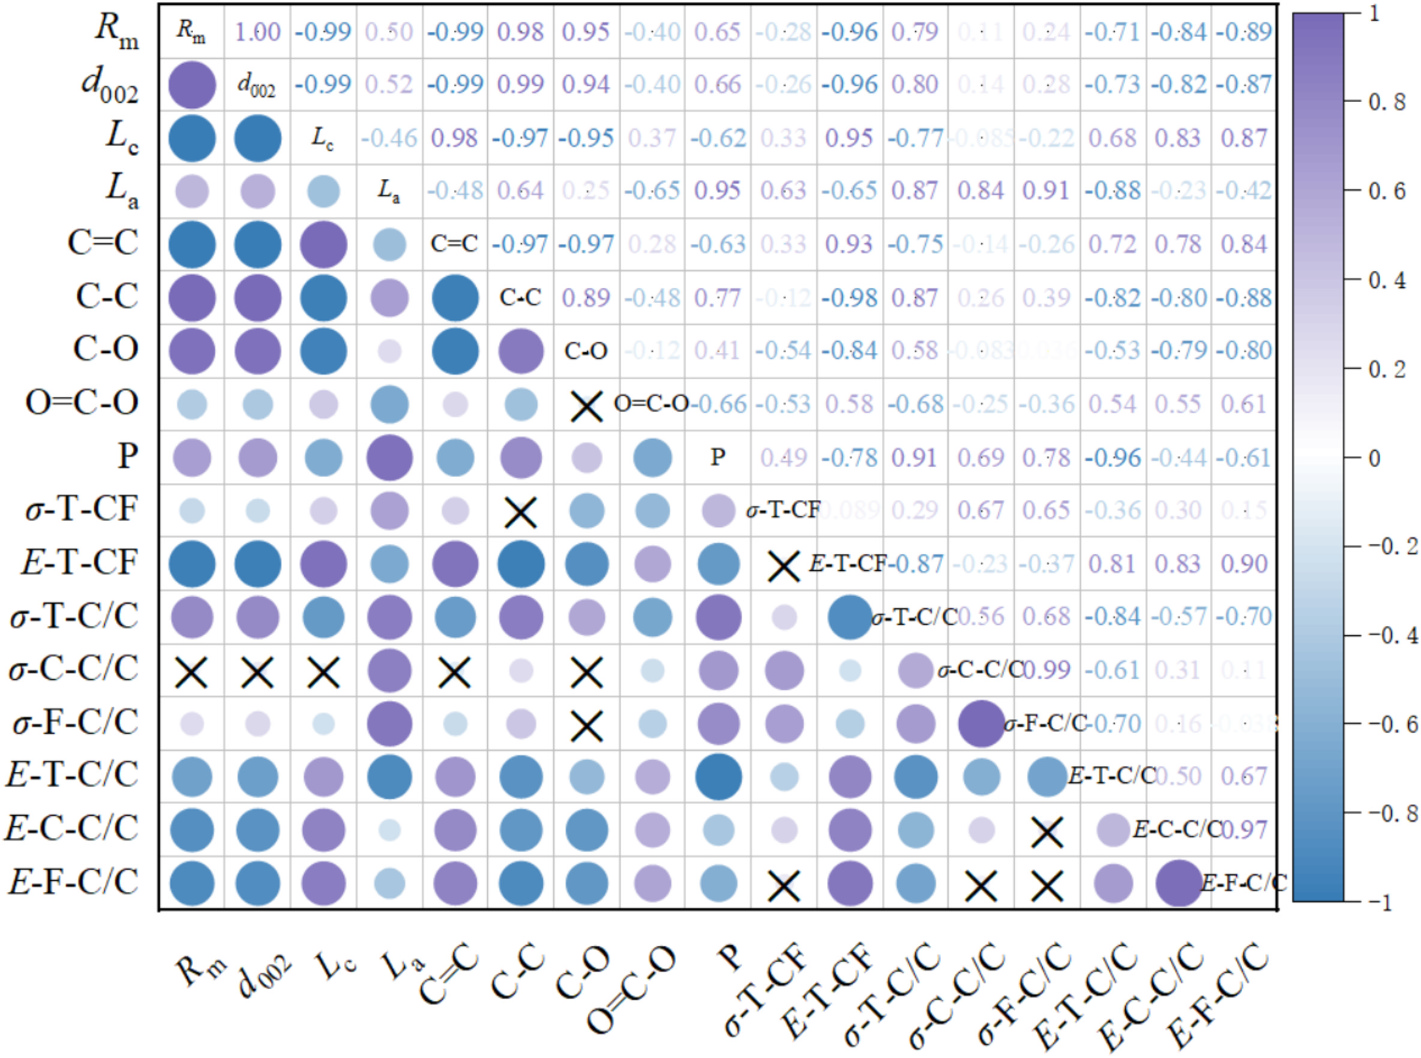 R_m R_m 1.00 -0.99 0.50 -0.99 0.98 0.95 -0.40 0.65 -0.28 -0.96 0.79 0.11 0.24 -0.71 -0.84 -0.89
d_002 d_002 -0.99 0.52 -0.99 0.99 0.94 -0.40 0.66 -0.26 -0.96 0.80 0.14 0.28 -0.73 -0.82 -0.87
L_c L_c -0.46 0.98 -0.97 -0.95 0.37 -0.62 0.33 0.95 -0.77 -0.085 -0.22 0.68 0.83 0.87
L_a L_a -0.48 0.64 0.25 -0.65 0.95 0.63 -0.65 0.87 0.84 0.91 -0.88 -0.23 -0.42
C=C C=C -0.97 -0.97 0.28 -0.63 0.33 0.93 -0.75 -0.14 -0.26 0.72 0.78 0.84
C-C C-C 0.89 -0.48 0.77 -0.12 -0.98 0.87 0.26 0.39 -0.82 -0.80 -0.88
C-O C-O -0.12 0.41 -0.54 -0.84 0.58 -0.083 0.036 -0.53 -0.79 -0.80
O=C-O O=C-O -0.66 -0.53 0.58 -0.68 -0.25 -0.36 0.54 0.55 0.61
P P 0.49 -0.78 0.91 0.69 0.78 -0.96 -0.44 -0.61
σ-T-CF σ-T-CF 0.089 0.29 0.67 0.65 -0.36 0.30 0.15
E-T-CF E-T-CF -0.87 -0.23 -0.37 0.81 0.83 0.90
σ-T-C/C σ-T-C/C 0.56 0.68 -0.84 -0.57 -0.70
σ-C-C/C σ-C-C/C 0.99 -0.61 0.31 0.11
σ-F-C/C σ-F-C/C -0.70 0.16
E-T-C/C E-T-C/C 0.50 0.67
E-C-C/C E-C-C/C 0.97
E-F-C/C E-F-C/C
R_m d_002 L_c L_a C=C C-C C-O O=C-O P σ-T-CF E-T-CF σ-T-C/C σ-C-C/C σ-F-C/C E-T-C/C E-C-C/C E-F-C/C
1
0.8
0.6
0.4
0.2
0
-0.2
-0.4
-0.6
-0.8
-1